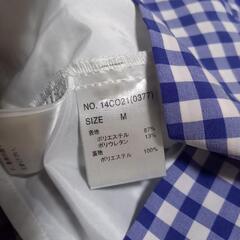 NO. 14CO21(0377)
SIZE M
表地
ポリエステル 87%
ポリウレタン 13%
裏地
ポリエステル 100%